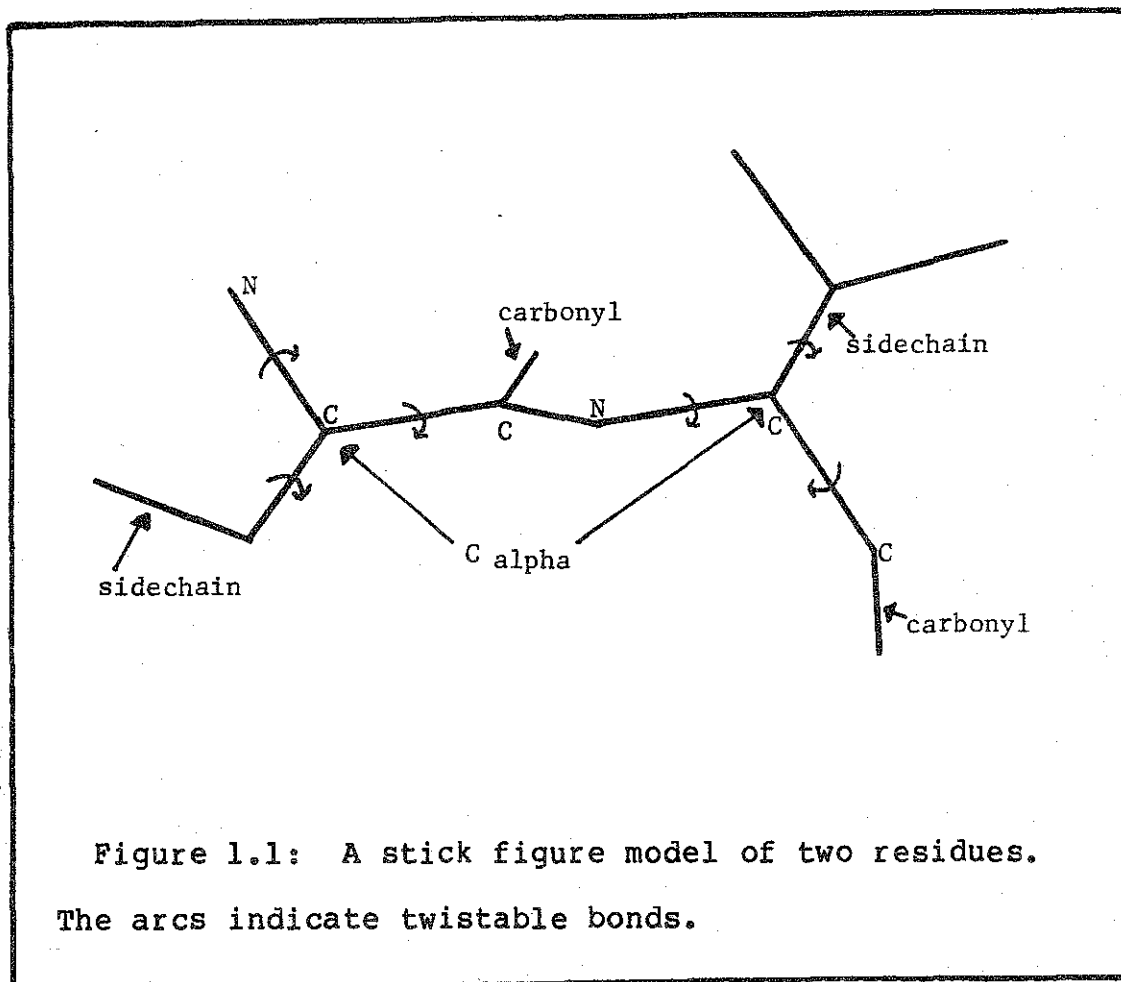 N
carbonyl
sidechain
C
N
C
C
C alpha
C
sidechain
carbonyl
Figure 1.1: A stick figure model of two residues.
The arcs indicate twistable bonds.